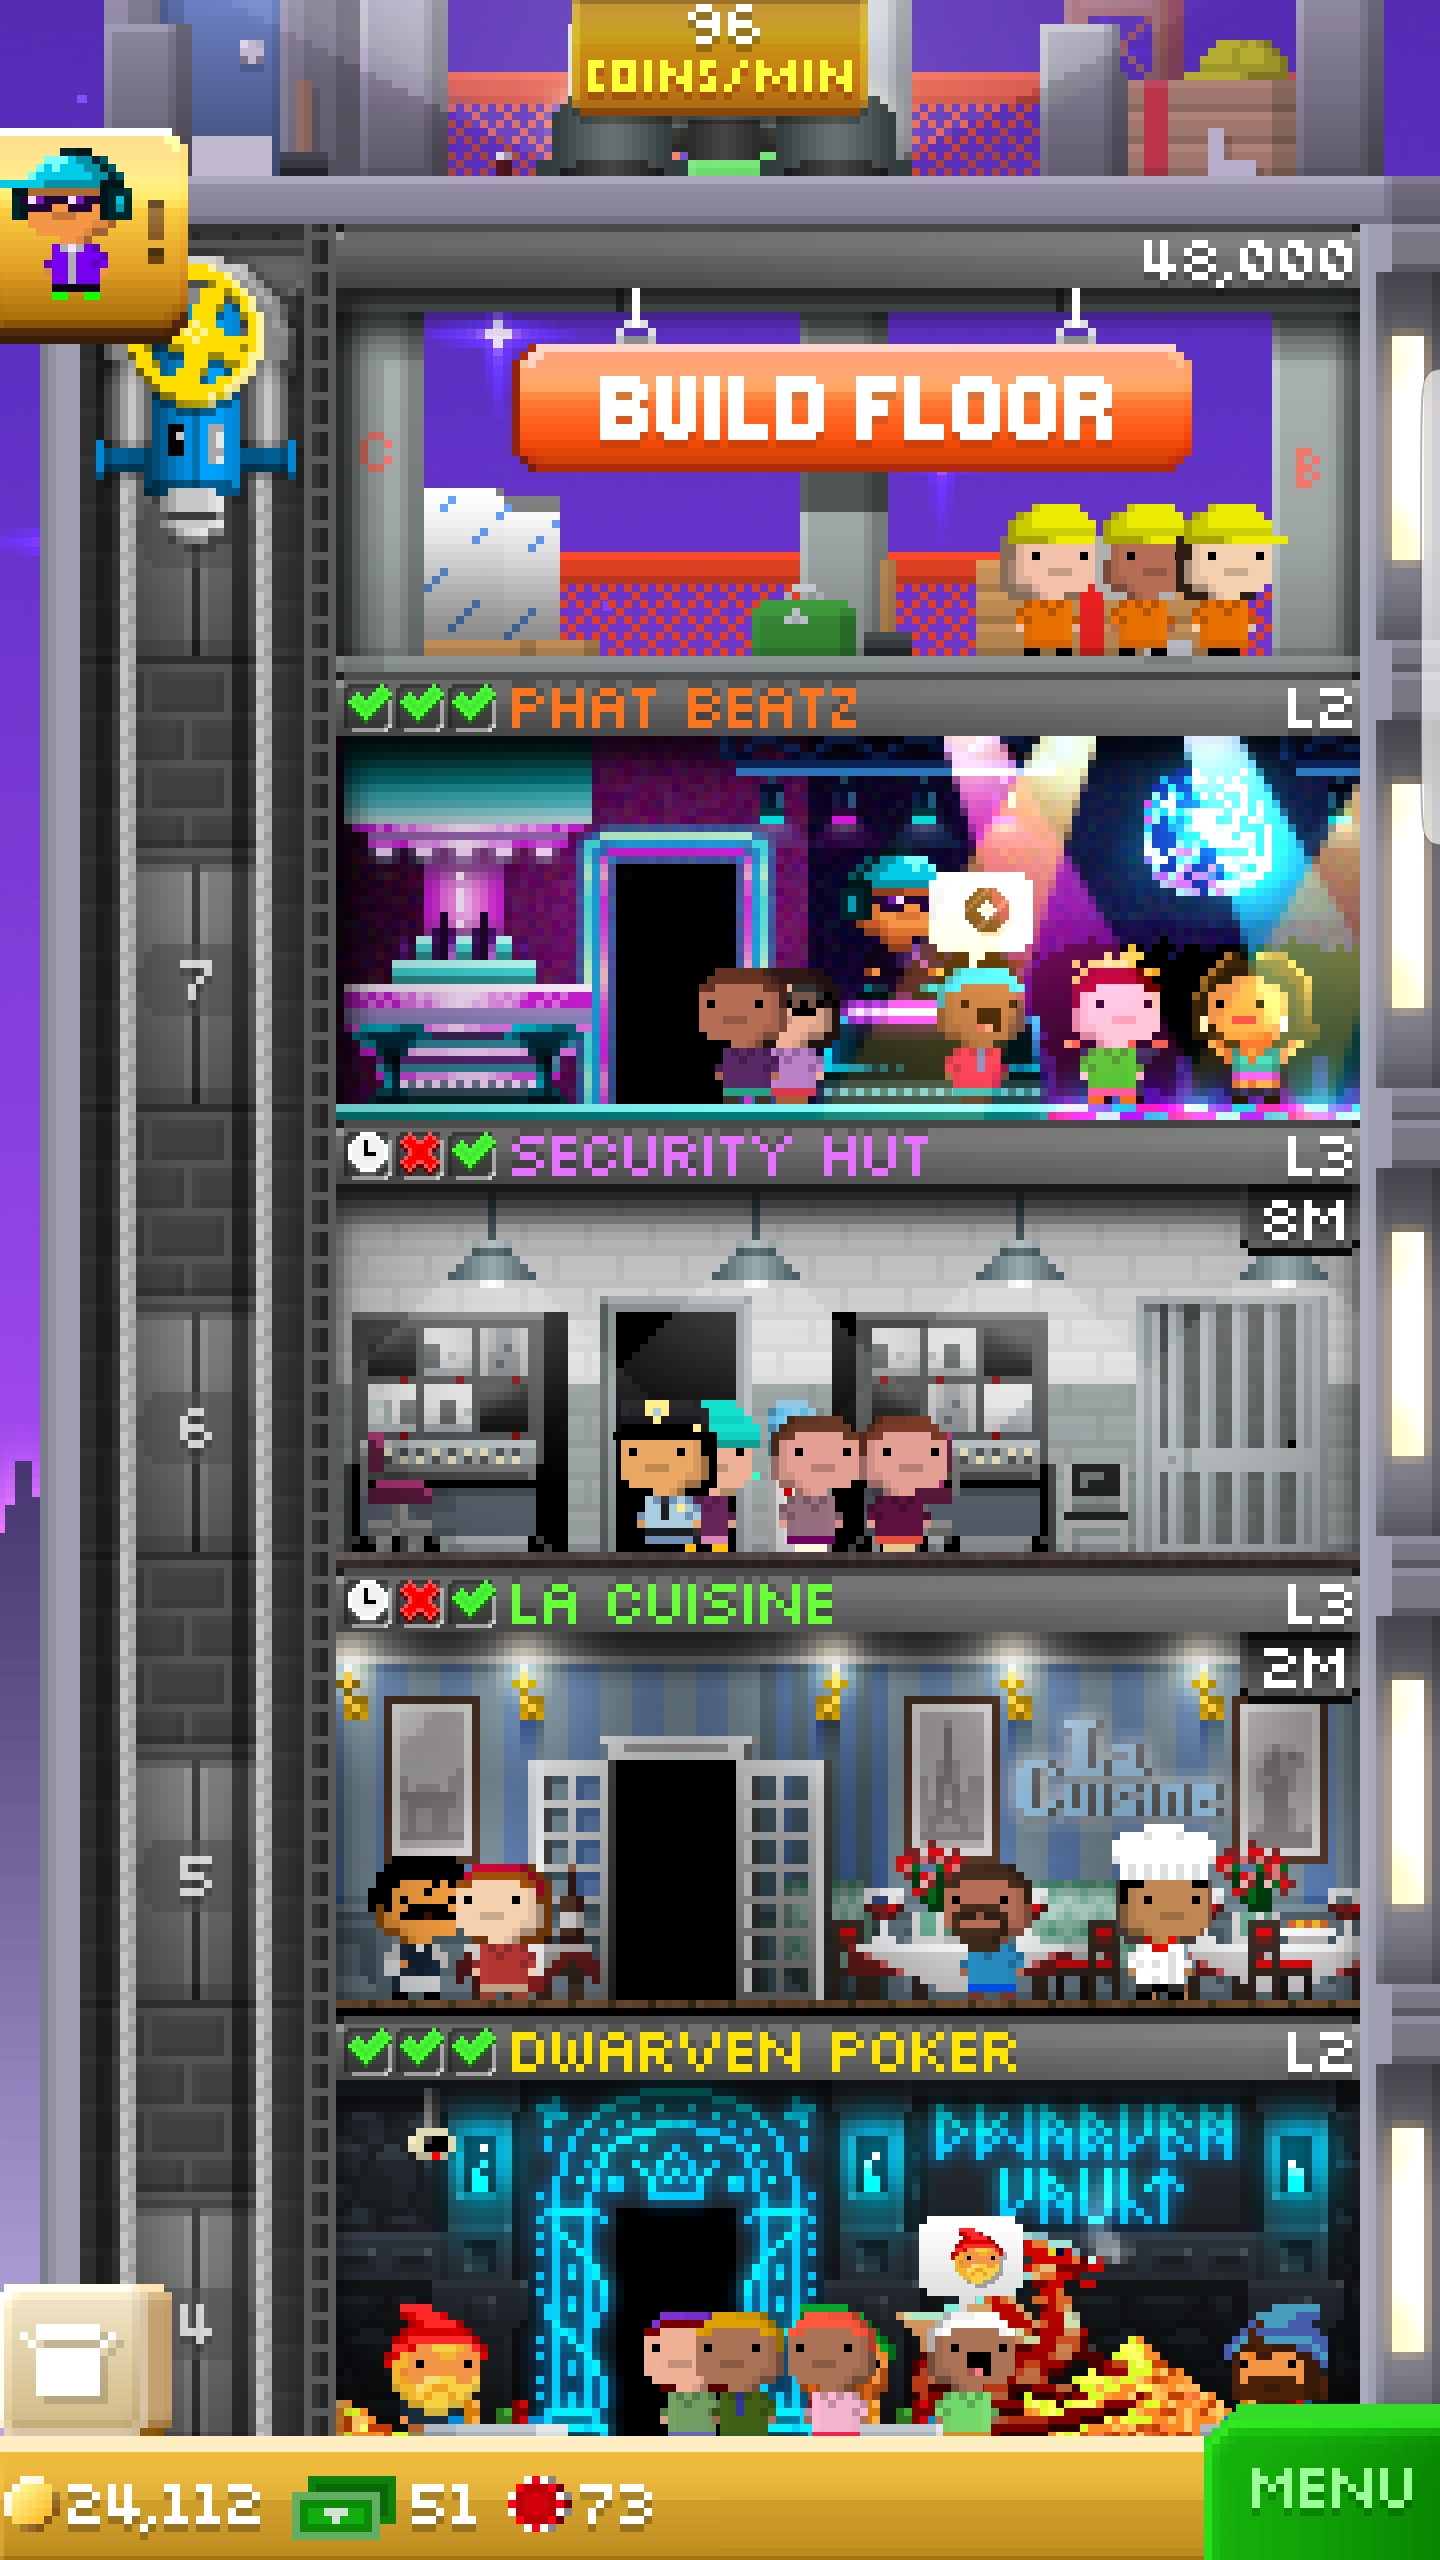 96
COINS/MIN
48,000
BUILD FLOOR
C
B
PHAT BEATZ
L2
7
SECURITY HUT
L3
8M
6
LA CUISINE
L3
2M
La
Cuisine
5
DWARVEN POKER
L2
DWARVEN
VAULT
4
24,112
51
73
MENU